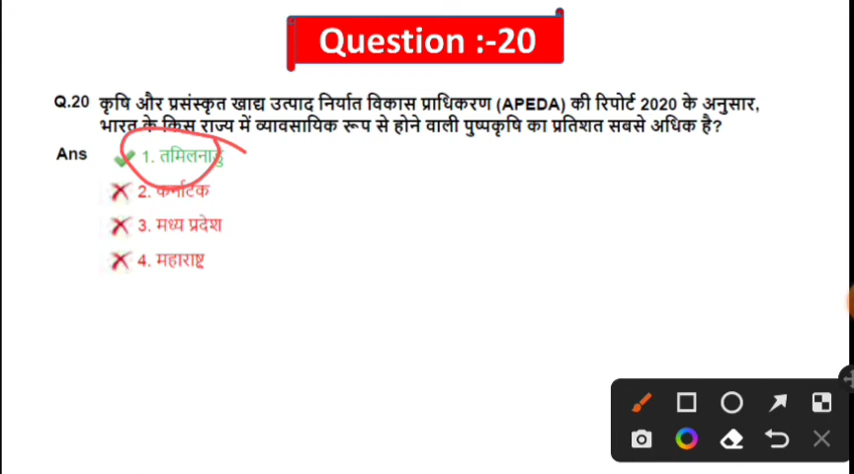 Question :-20
Q.20 कृषि और प्रसंस्कृत खाद्य उत्पाद निर्यात विकास प्राधिकरण (APEDA) की रिपोर्ट 2020 के अनुसार,
भारत के किस राज्य में व्यावसायिक रूप से होने वाली पुष्पकृषि का प्रतिशत सबसे अधिक है?
Ans 1. तमिलनाडु
2. कर्नाटक
3. मध्य प्रदेश
4. महाराष्ट्र